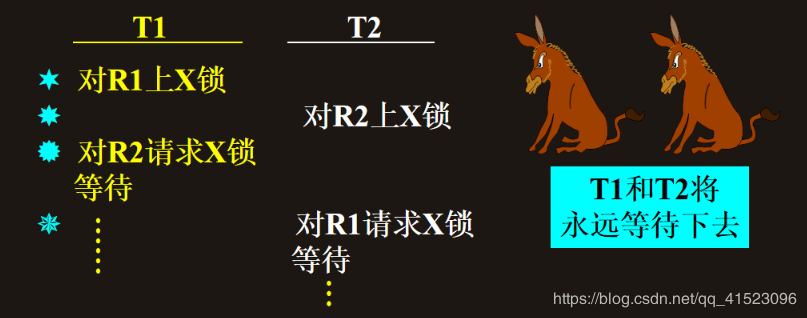 T1
T2
对R1上X锁
对R2上X锁
对R2请求X锁
等待
对R1请求X锁
等待
T1和T2将
永远等待下去
https://blog.csdn.net/qq_41523096